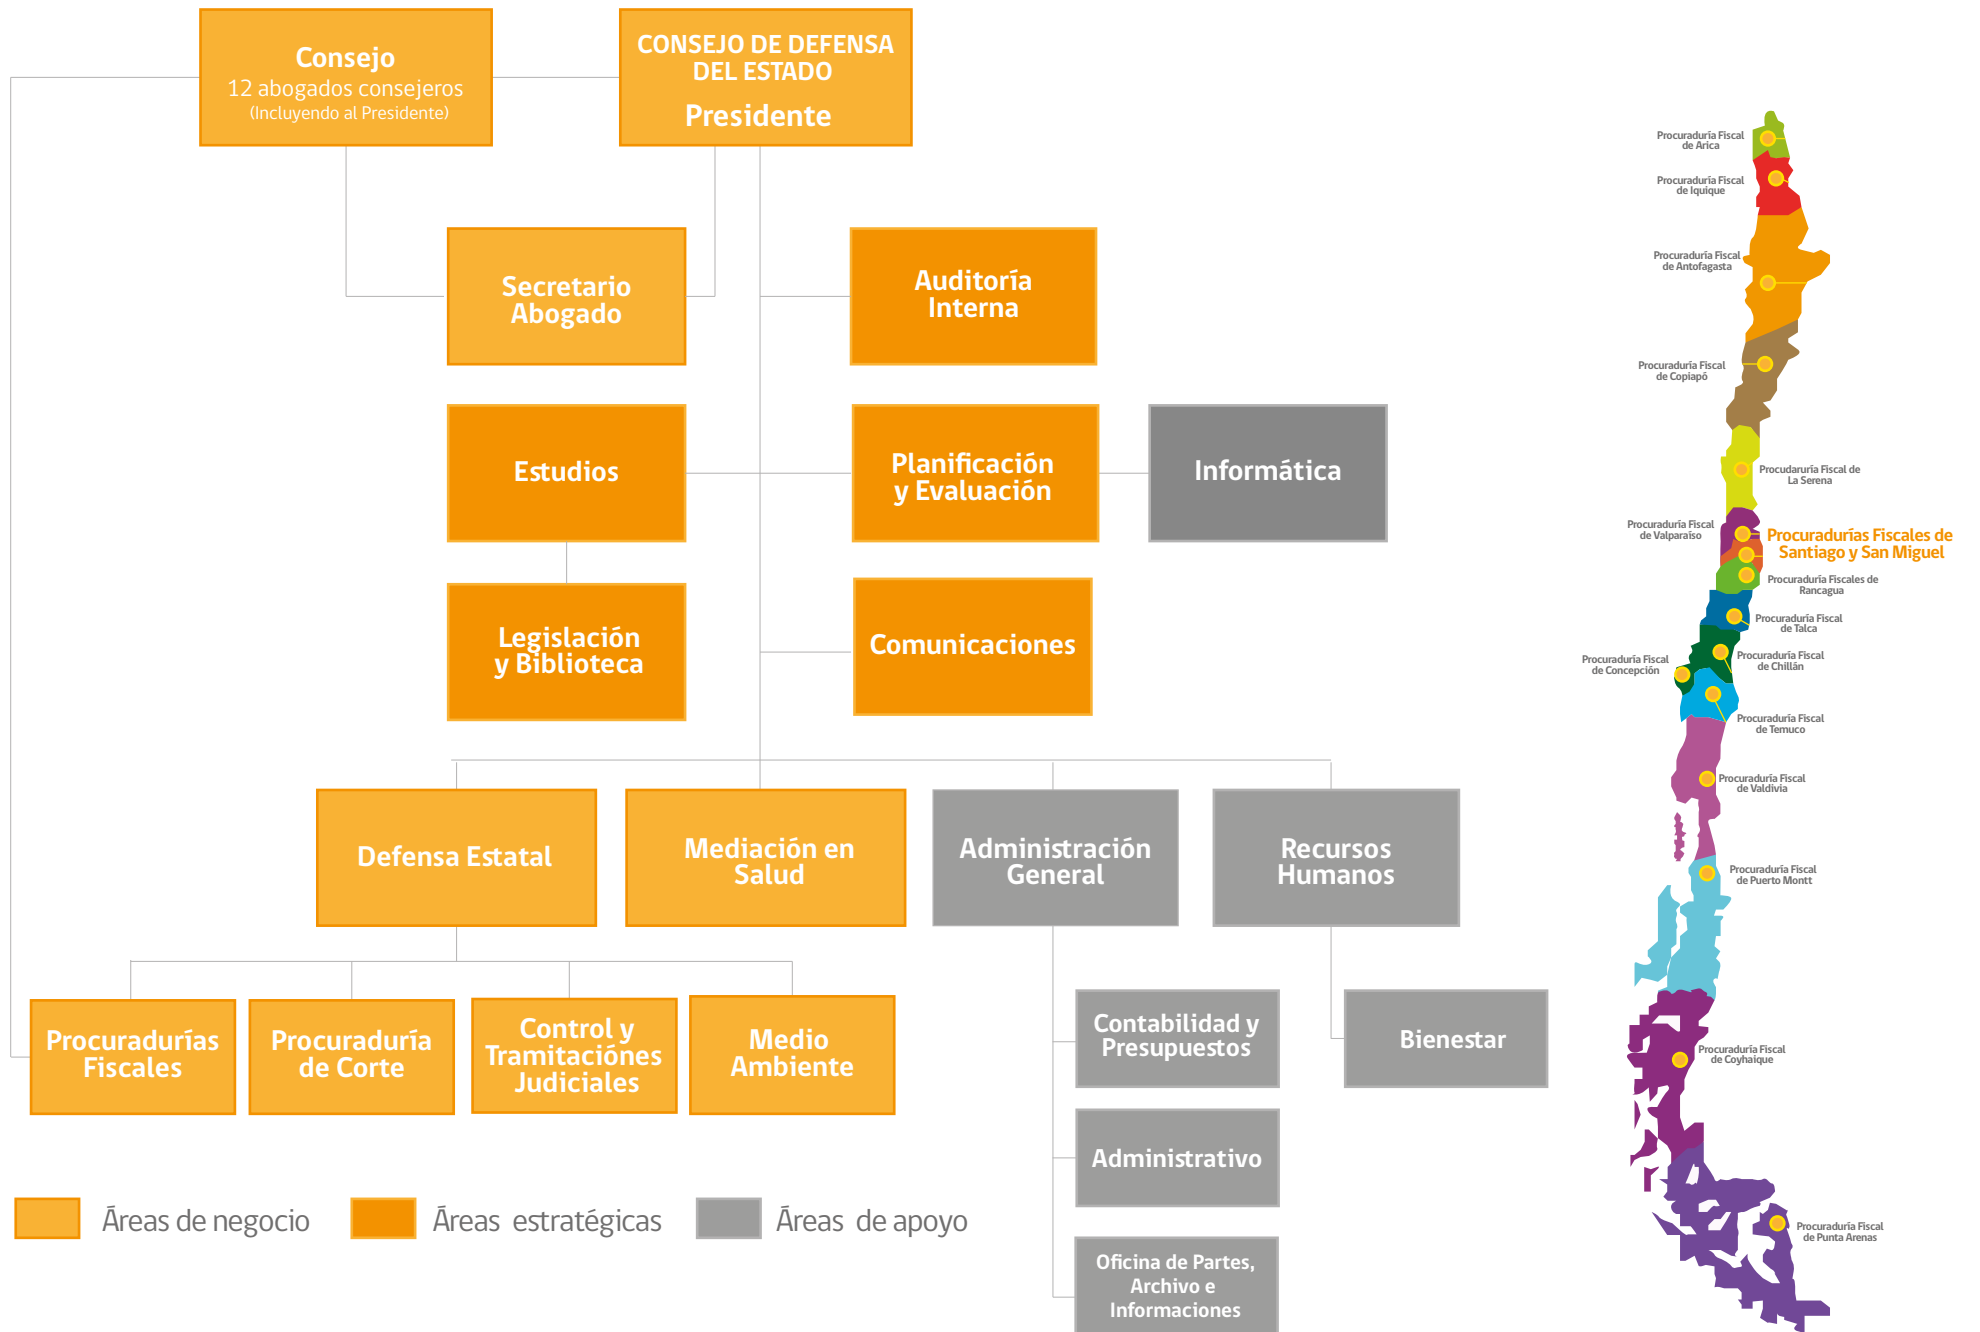 Consejo
12 abogados consejeros
(Incluyendo al Presidente)
CONSEJO DE DEFENSA
DEL ESTADO
Presidente
Secretario
Abogado
Auditoría
Interna
Estudios
Planificación
y Evaluación
Informática
Legislación
y Biblioteca
Comunicaciones
Defensa Estatal
Mediación en
Salud
Administración
General
Recursos
Humanos
Procuradurías
Fiscales
Procuraduría
de Corte
Control y
Tramitaciónes
Judiciales
Medio
Ambiente
Contabilidad y
Presupuestos
Bienestar
Administrativo
Oficina de Partes,
Archivo e
Informaciones
Áreas de negocio
Áreas estratégicas
Áreas de apoyo
Procuraduría Fiscal
de Arica
Procuraduría Fiscal
de Iquique
Procuraduría Fiscal
de Antofagasta
Procuraduría Fiscal
de Copiapó
Procudaruría Fiscal de
La Serena
Procuraduría Fiscal
de Valparaíso
Procuradurías Fiscales de
Santiago y San Miguel
Procuraduría Fiscales de
Rancagua
Procuraduría Fiscal
de Talca
Procuraduría Fiscal
de Chillán
Procuraduría Fiscal
de Concepción
Procuraduría Fiscal
de Temuco
Procuraduría Fiscal
de Valdivia
Procuraduría Fiscal
de Puerto Montt
Procuraduría Fiscal
de Coyhaique
Procuraduría Fiscal
de Punta Arenas